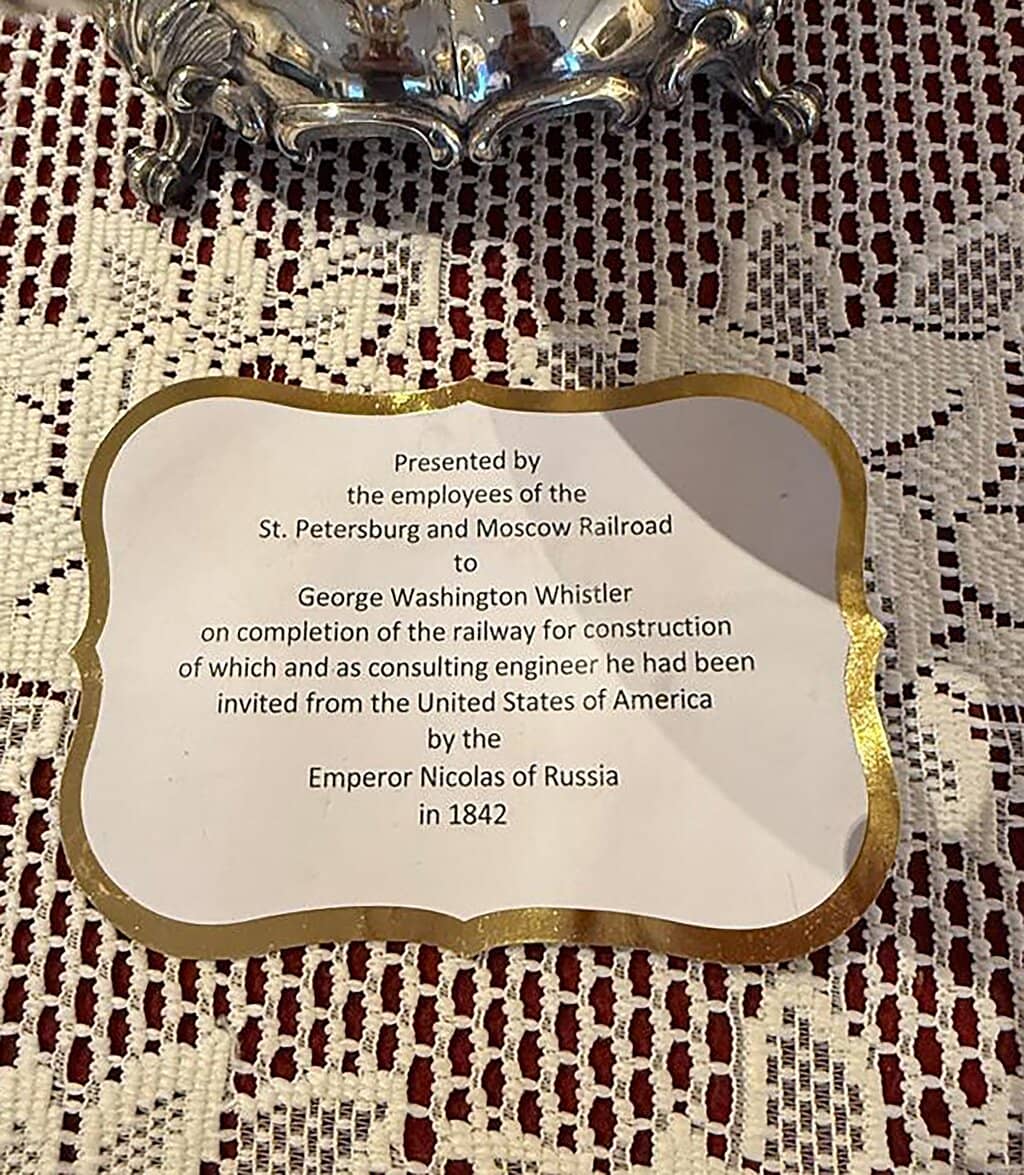 Presented by
the employees of the
St. Petersburg and Moscow Railroad
to
George Washington Whistler
on completion of the railway for construction
of which and as consulting engineer he had been
invited from the United States of America
by the
Emperor Nicolas of Russia
in 1842